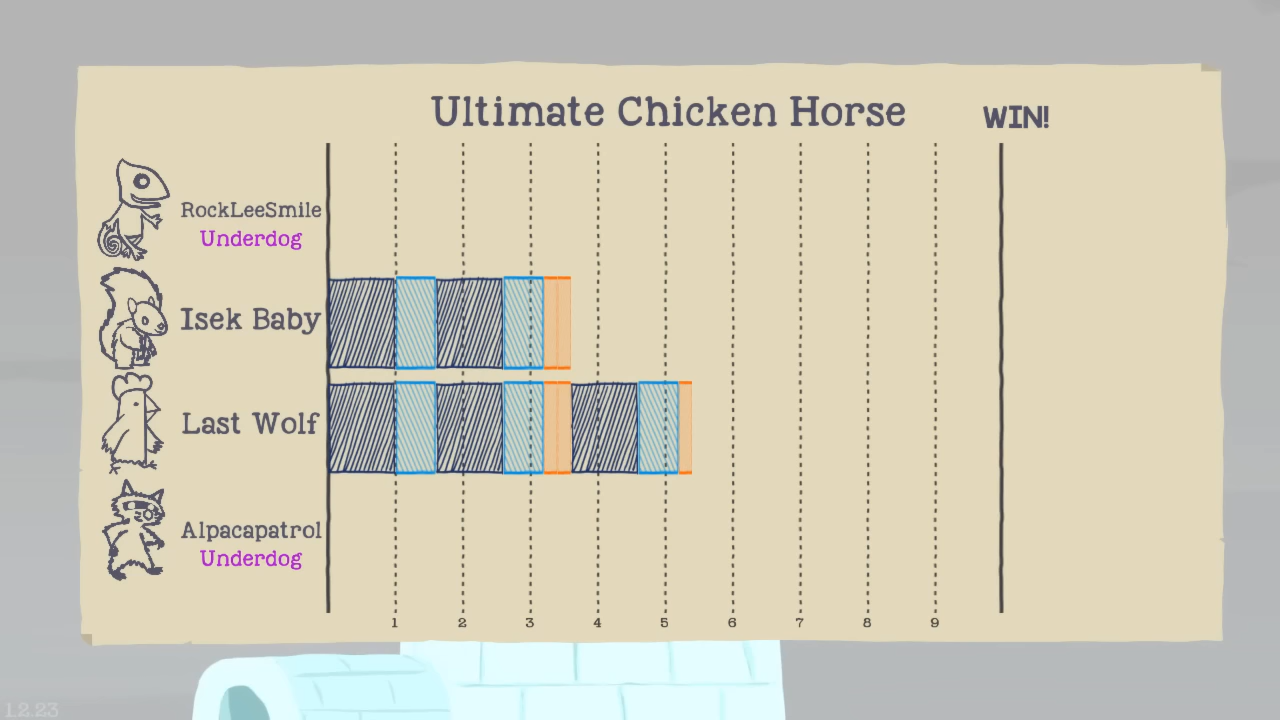 Ultimate Chicken Horse
WIN!
RockLeeSmile
Underdog
Isek Baby
Last Wolf
Alpacapatrol
Underdog
1 2 3 4 5 6 7 8 9
1.2.23